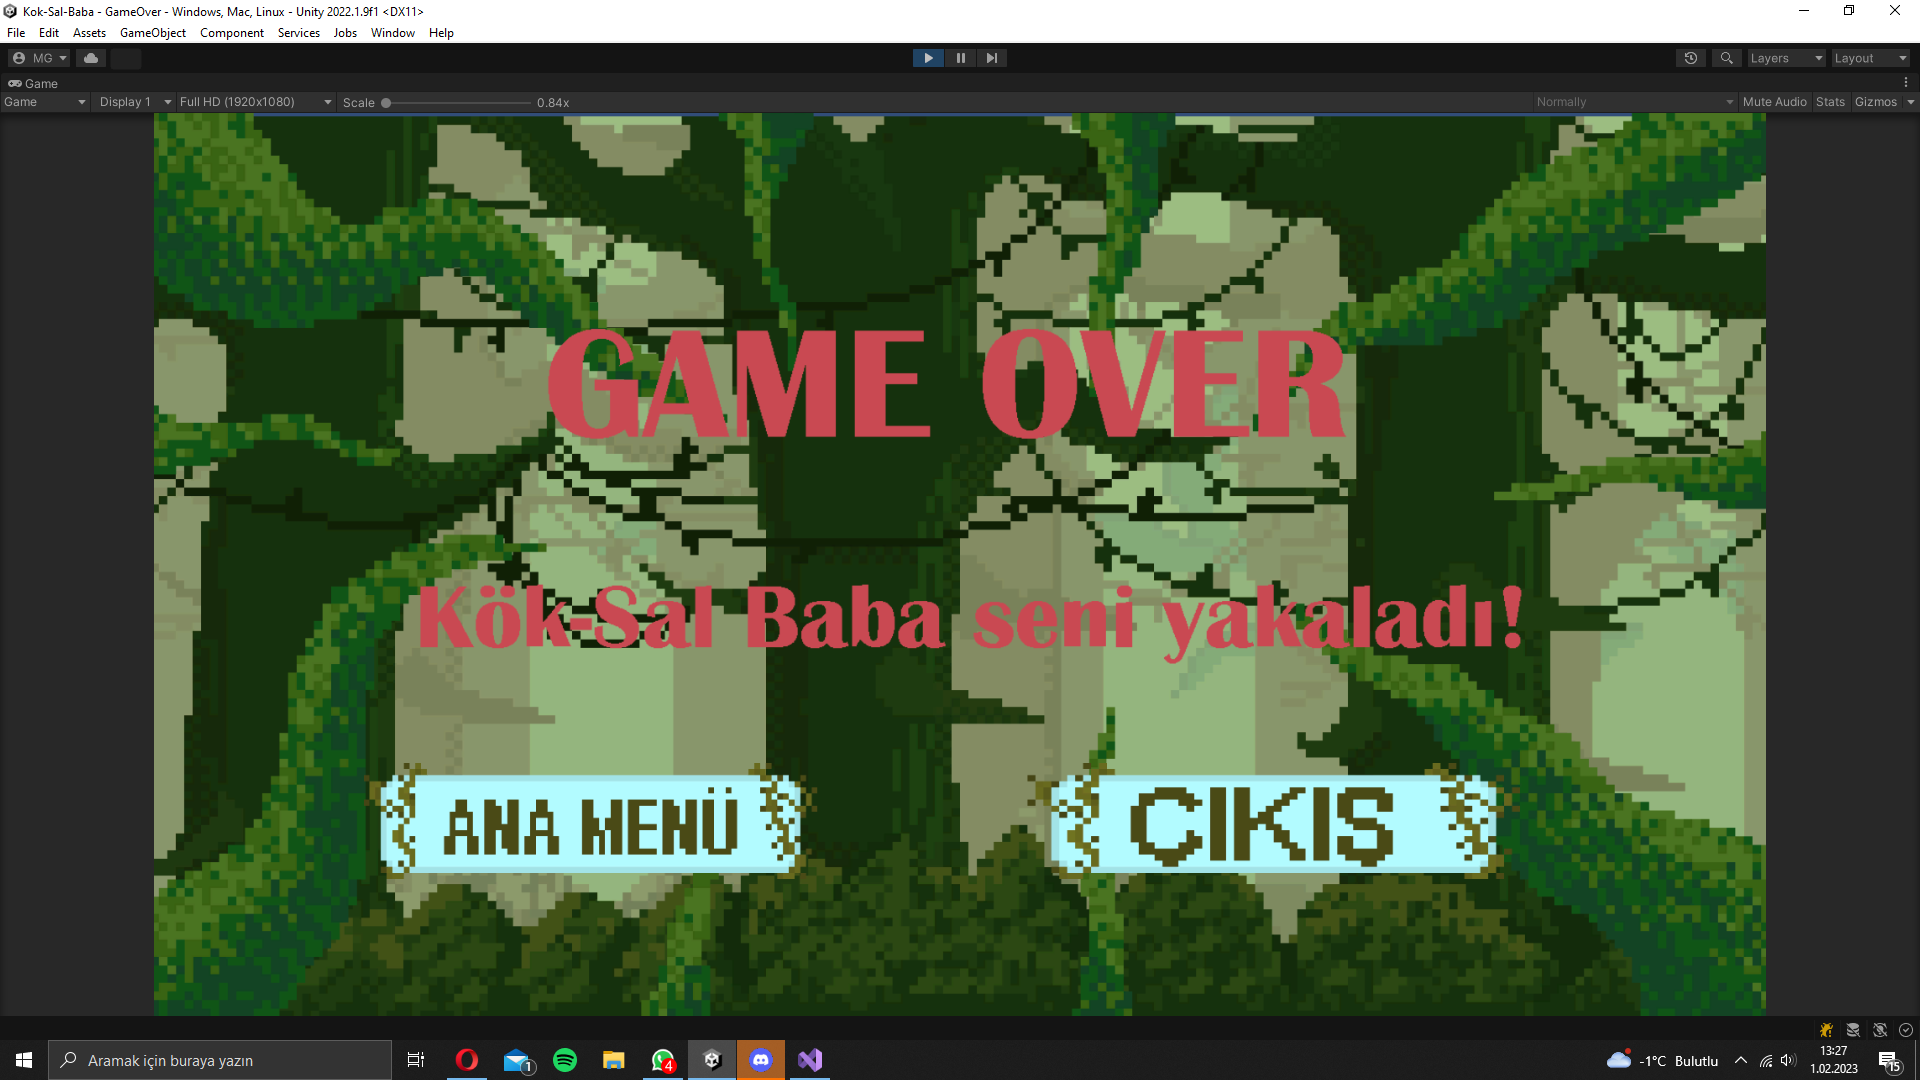 Kok-Sal-Baba - GameOver - Windows, Mac, Linux - Unity 2022.1.9f1 <DX11>
File Edit Assets GameObject Component Services Jobs Window Help
MG Layers Layout
Game
Game Display 1 Full HD (1920x1080) Scale 0.84x Normally Mute Audio Stats Gizmos
GAME OVER
Kök-Sal Baba seni yakaladı!
ANA MENÜ CIKIS
Aramak için buraya yazın 1 4 -1°C Bulutlu 13:27
1.02.2023 15